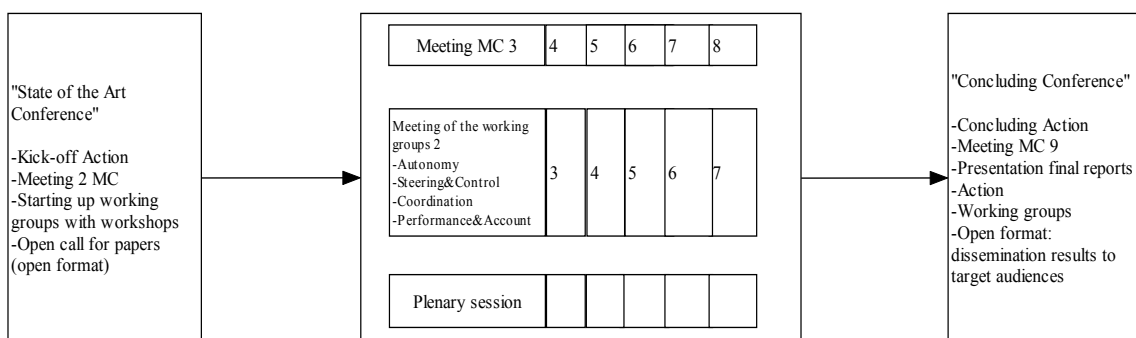 "State of the Art
Conference"
-Kick-off Action
-Meeting 2 MC
-Starting up working
groups with workshops
-Open call for papers
(open format)
Meeting MC 3 4 5 6 7 8
Meeting of the working
groups 2
-Autonomy
-Steering&Control
-Coordination
-Performance&Account
3 4 5 6 7
Plenary session
"Concluding Conference"
-Concluding Action
-Meeting MC 9
-Presentation final reports
-Action
-Working groups
-Open format:
dissemination results to
target audiences